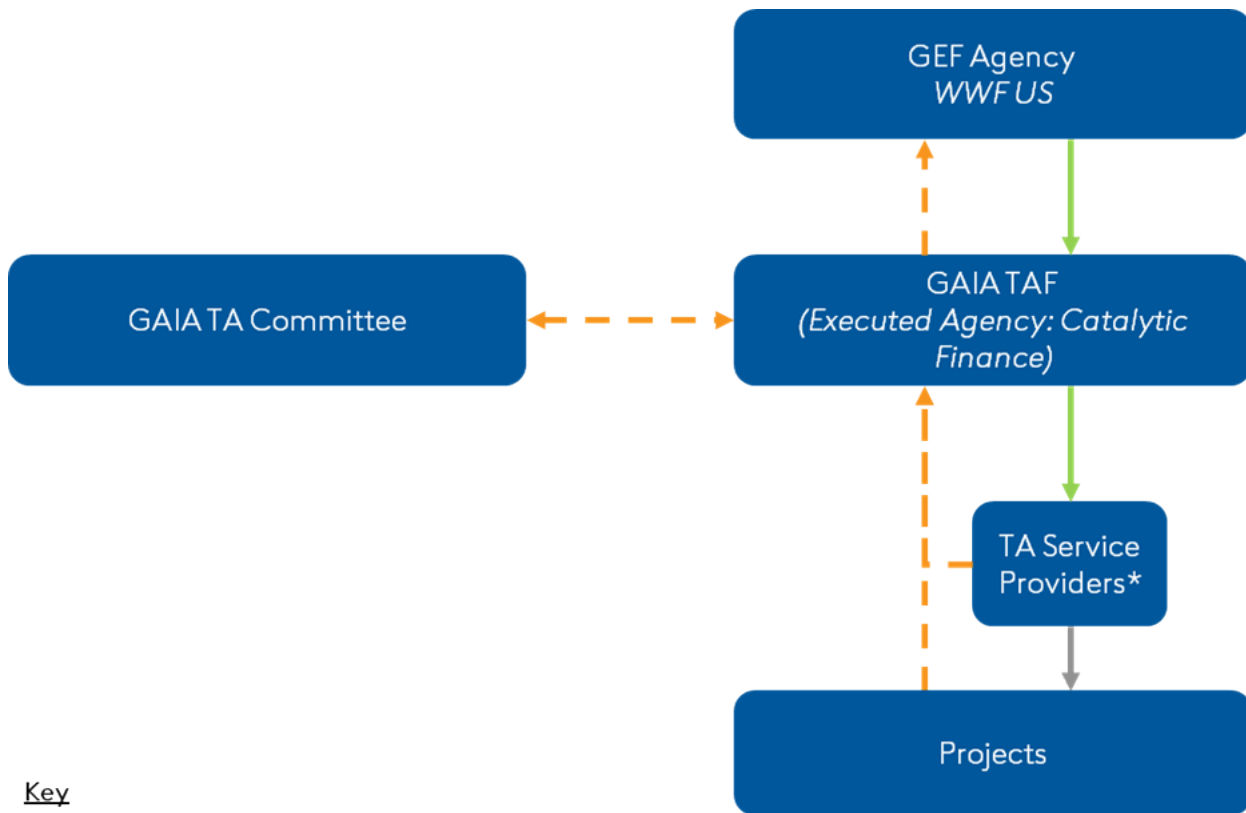 GEF Agency
WWF US
GAIA TA Committee
GAIA TAF
(Executed Agency: Catalytic
Finance)
TA Service
Providers*
Projects
Key